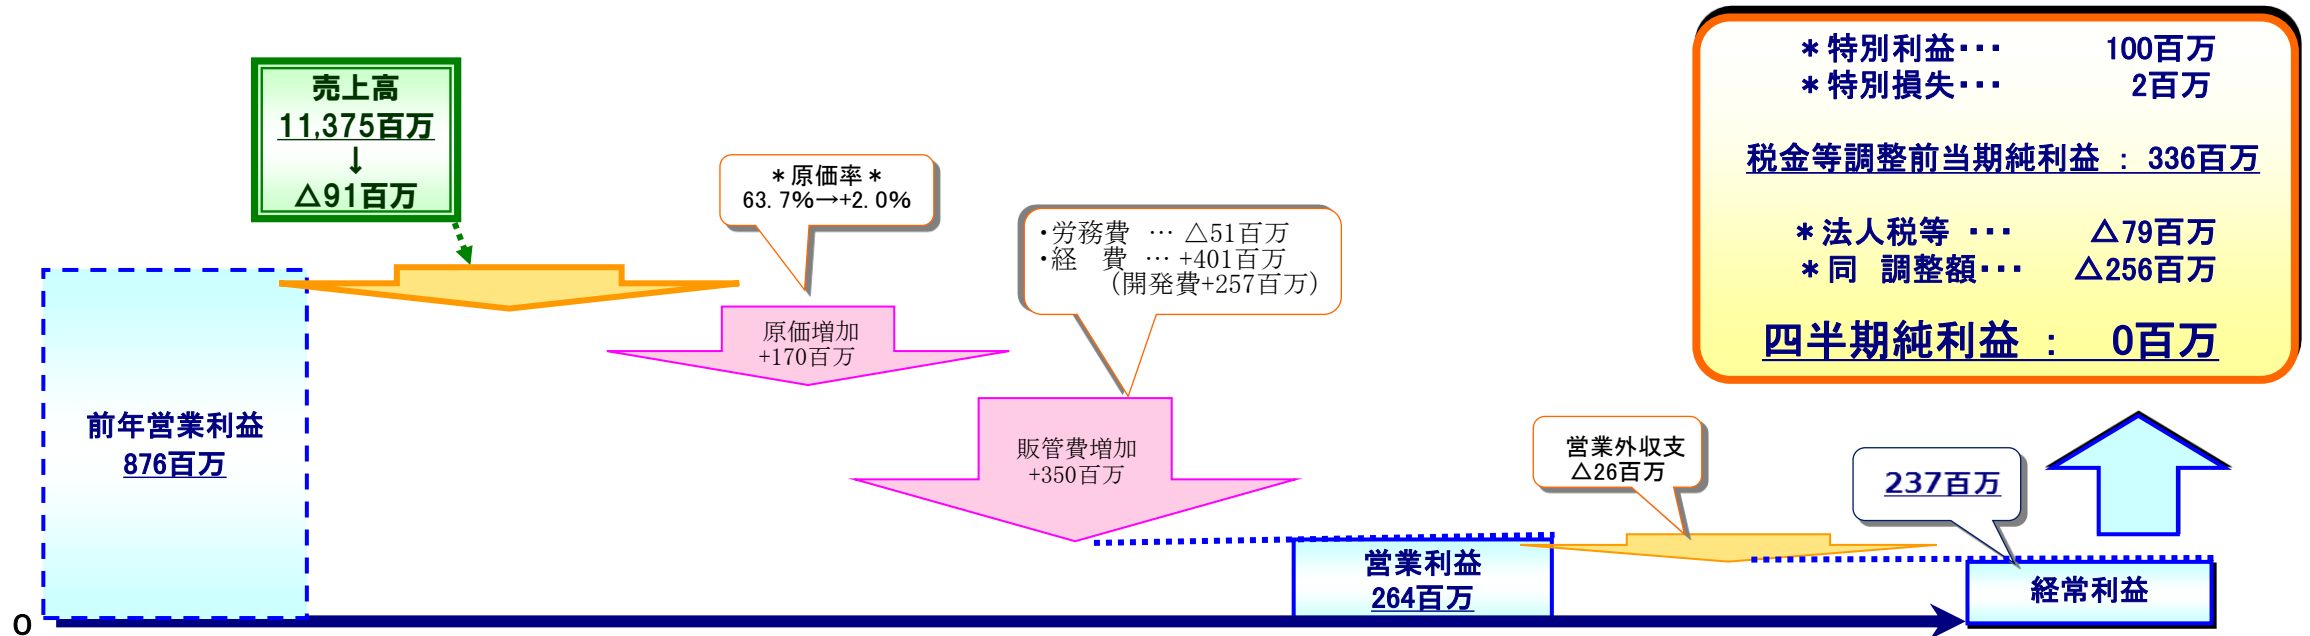 売上高
11,375百万
↓
△91百万
＊原価率＊
63.7%→+2.0%
・労務費 … △51百万
・経　費 … +401百万
（開発費+257百万）
＊特別利益･･･ 100百万
＊特別損失･･･ 2百万
税金等調整前当期純利益 ： 336百万
＊法人税等 ･･･ △79百万
＊同　調整額･･･ △256百万
四半期純利益 ： 0百万
原価増加
+170百万
前年営業利益
876百万
販管費増加
+350百万
営業外収支
△26百万
237百万
営業利益
264百万
経常利益
0